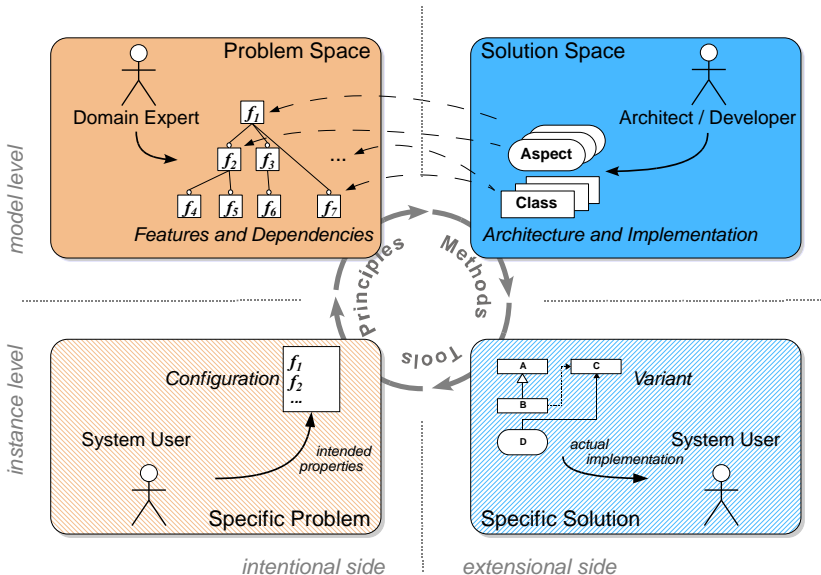 Problem Space
Domain Expert
f1
f2
f3
...
f4
f5
f6
f7
Features and Dependencies
Solution Space
Architect / Developer
Aspect
Class
Architecture and Implementation
model level
Principles
Methods
Tools
instance level
Configuration
f1
f2
...
System User
intended
properties
Specific Problem
A
C
B
D
Variant
actual
implementation
System User
Specific Solution
intentional side
extensional side